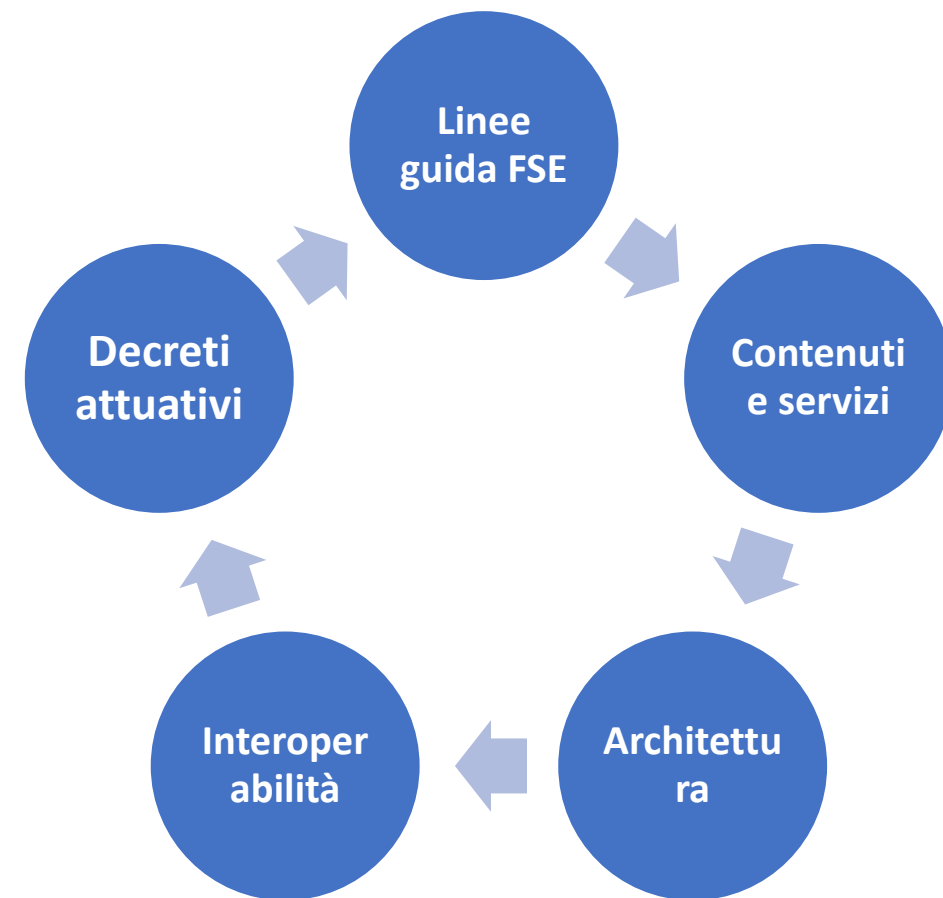 Linee
guida FSE
Contenuti
e servizi
Architettu
ra
Interoper
abilità
Decreti
attuativi